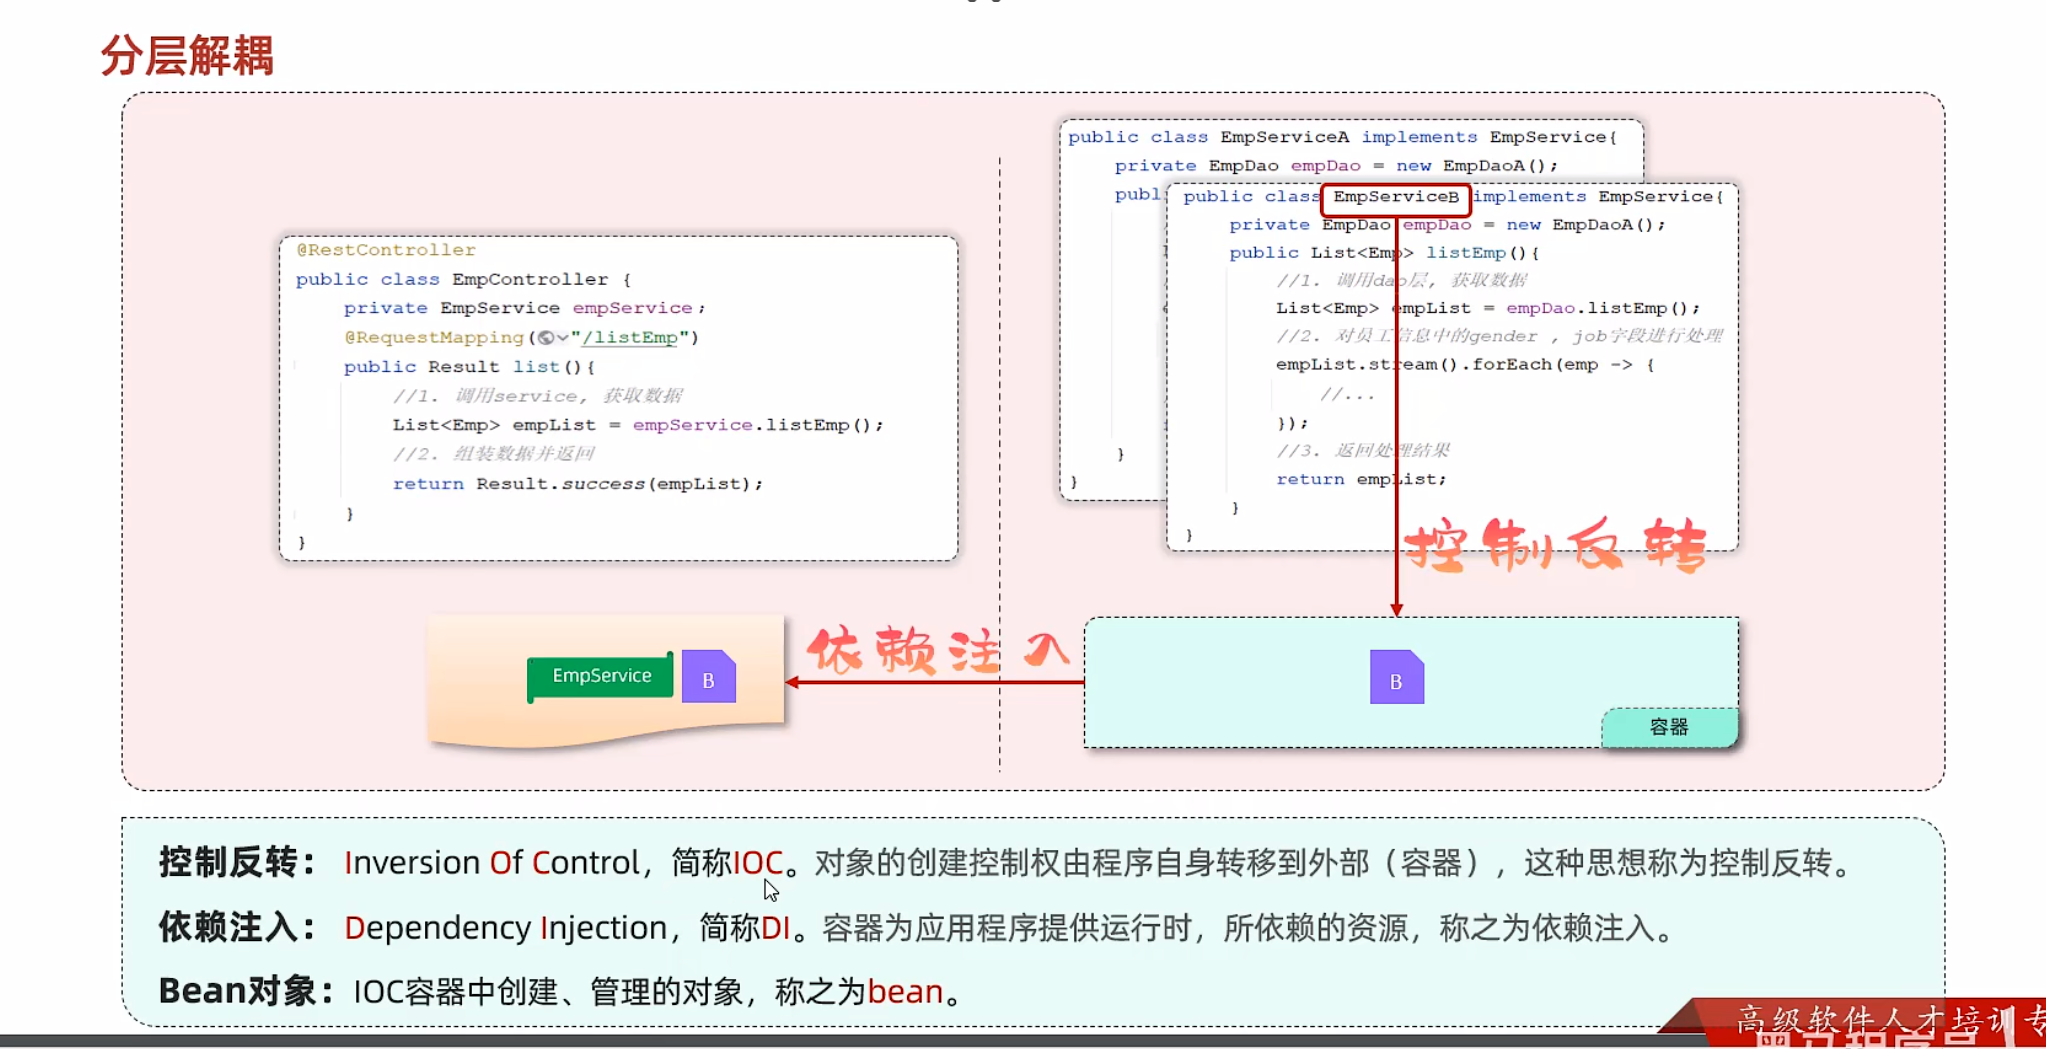 分层解耦
@RestController
public class EmpController {
private EmpService empService;
@RequestMapping("/listEmp")
public Result list(){
//1. 调用service, 获取数据
List<Emp> empList = empService.listEmp();
//2. 组装数据并返回
return Result.success(empList);
}
}
public class EmpServiceA implements EmpService{
private EmpDao empDao = new EmpDaoA();
publ
}
}
public class EmpServiceB implements EmpService{
private EmpDao empDao = new EmpDaoA();
public List<Emp> listEmp(){
//1. 调用dao层, 获取数据
List<Emp> empList = empDao.listEmp();
//2. 对员工信息中的gender , job字段进行处理
empList.stream().forEach(emp -> {
//...
});
//3. 返回处理结果
return empList;
}
}
控制反转
依赖注入
EmpService
B
B
容器
控制反转： Inversion Of Control，简称IOC。对象的创建控制权由程序自身转移到外部（容器），这种思想称为控制反转。
依赖注入： Dependency Injection，简称DI。容器为应用程序提供运行时，所依赖的资源，称之为依赖注入。
Bean对象：IOC容器中创建、管理的对象，称之为bean。
高级软件人才培训专